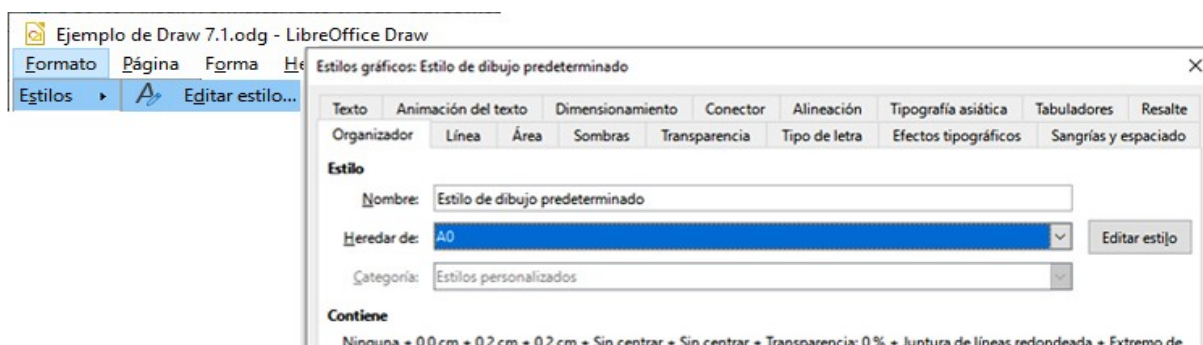 Ejemplo de Draw 7.1.odg - LibreOffice Draw
Formato Página Forma He
Estilos Editar estilo...
Estilos gráficos: Estilo de dibujo predeterminado
Texto Animación del texto Dimensionamiento Conector Alineación Tipografía asiática Tabuladores Resalte
Organizador Línea Área Sombras Transparencia Tipo de letra Efectos tipográficos Sangrías y espaciado
Estilo
Nombre: Estilo de dibujo predeterminado
Heredar de: A0 Editar estilo
Categoría: Estilos personalizados
Contiene
Ninguna + 0,0 cm + 0,2 cm + 0,2 cm + Sin centrar + Sin centrar + Transparencia: 0 % + Juntura de líneas redondeada + Extremo de